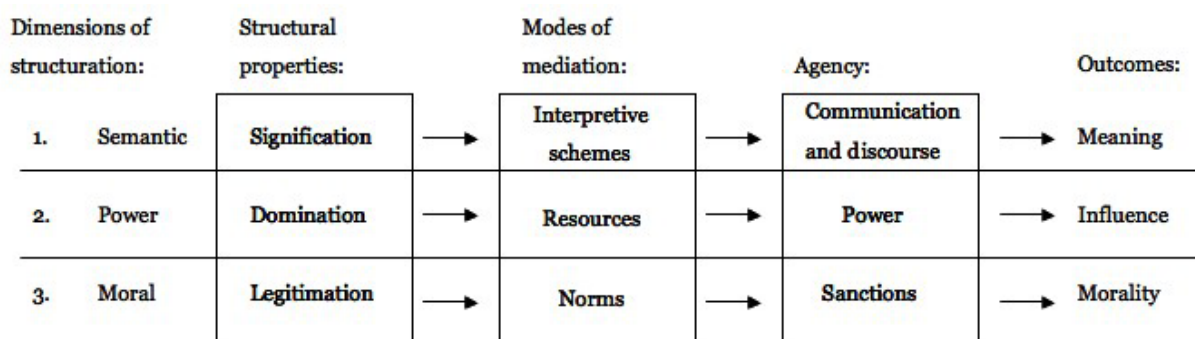 Dimensions of structuration:
Structural properties:
Modes of mediation:
Agency:
Outcomes:
1. Semantic Signification Interpretive schemes Communication and discourse Meaning
2. Power Domination Resources Power Influence
3. Moral Legitimation Norms Sanctions Morality